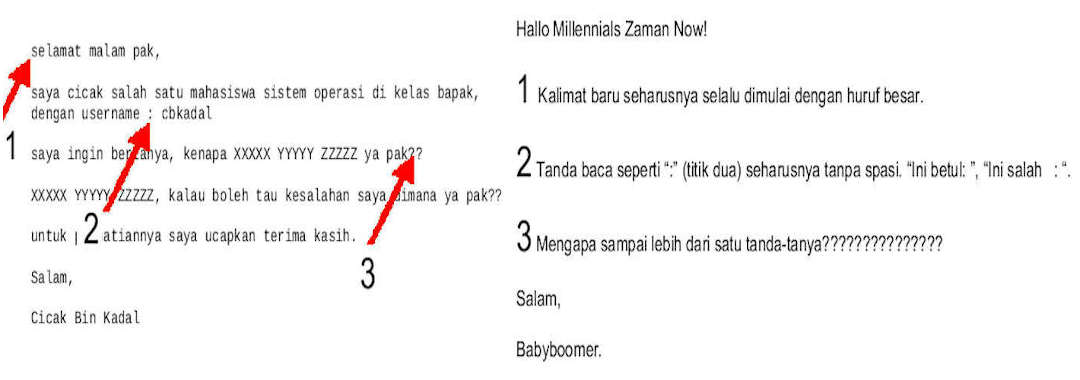 selamat malam pak,
saya cicak salah satu mahasiswa sistem operasi di kelas bapak,
dengan username : cbkadal
saya ingin bertanya, kenapa XXXXX YYYYY ZZZZZ ya pak??
XXXXX YYYYY ZZZZZ, kalau boleh tau kesalahan saya dimana ya pak??
untuk atiannya saya ucapkan terima kasih.
Salam,
Cicak Bin Kadal
1
2
3
Hallo Millennials Zaman Now!
1 Kalimat baru seharusnya selalu dimulai dengan huruf besar.
2 Tanda baca seperti “:” (titik dua) seharusnya tanpa spasi. “Ini betul: ”, “Ini salah : “.
3 Mengapa sampai lebih dari satu tanda-tanya???????????????
Salam,
Babyboomer.